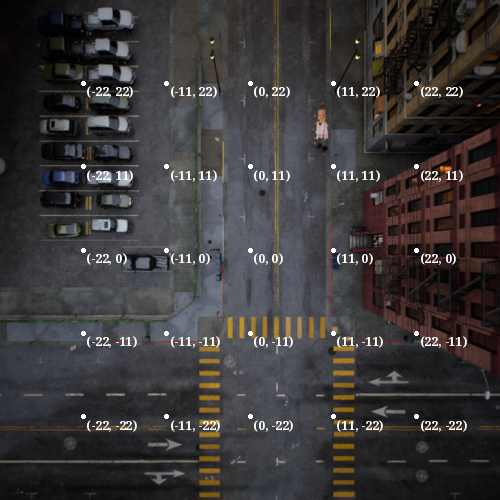 (-22, 22) (-11, 22) (0, 22) (11, 22) (22, 22)
(-22, 11) (-11, 11) (0, 11) (11, 11) (22, 11)
(-22, 0) (-11, 0) (0, 0) (11, 0) (22, 0)
(-22, -11) (-11, -11) (0, -11) (11, -11) (22, -11)
(-22, -22) (-11, -22) (0, -22) (11, -22) (22, -22)